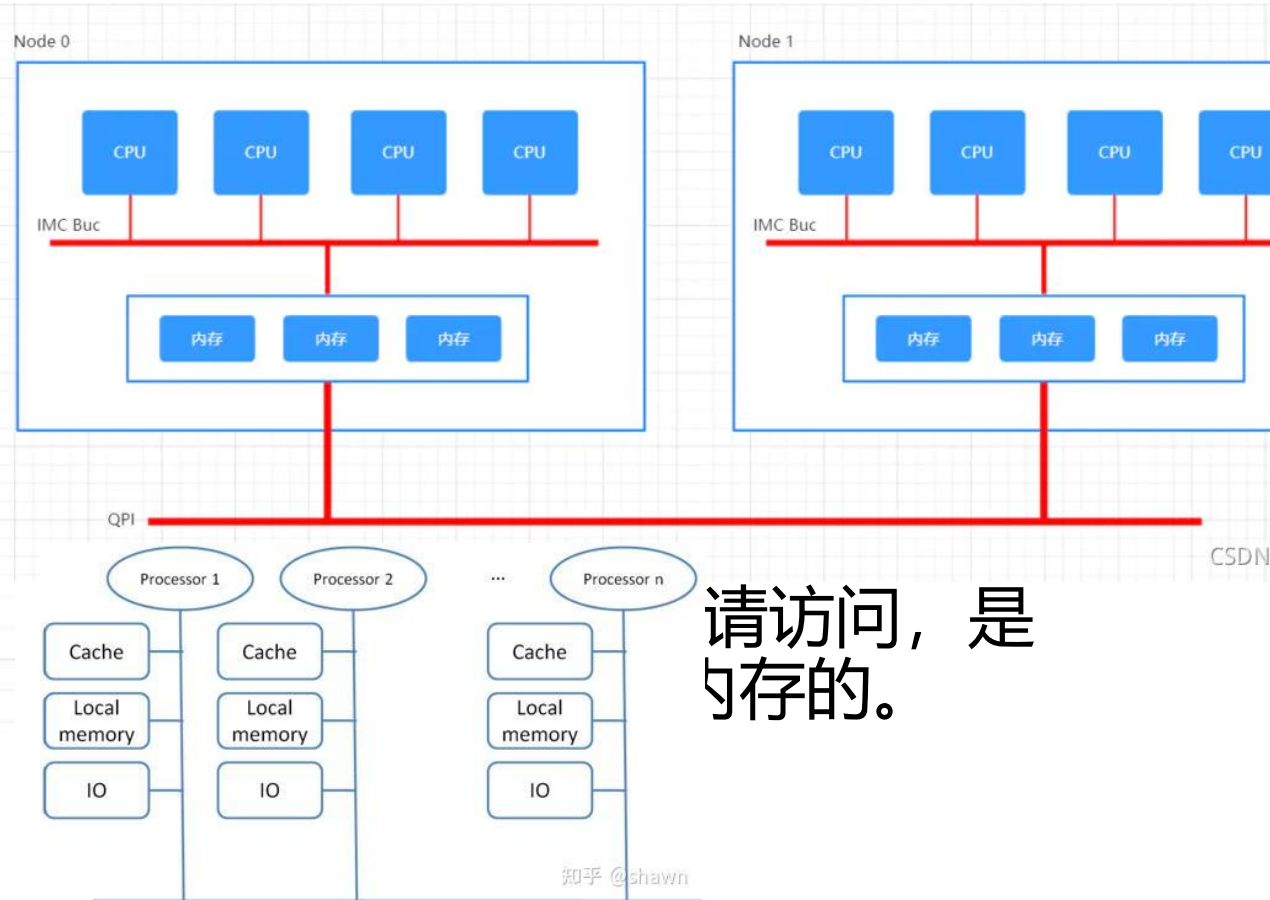 Node 0
Node 1
CPU CPU CPU CPU
CPU CPU CPU CPU
IMC Buc
IMC Buc
内存 内存 内存
内存 内存 内存
QPI
CSDN
Processor 1 Processor 2 ... Processor n
请访问，是
内存的。
Cache Cache Cache
Local memory
Local memory
Local memory
IO IO IO
知乎 @shawn